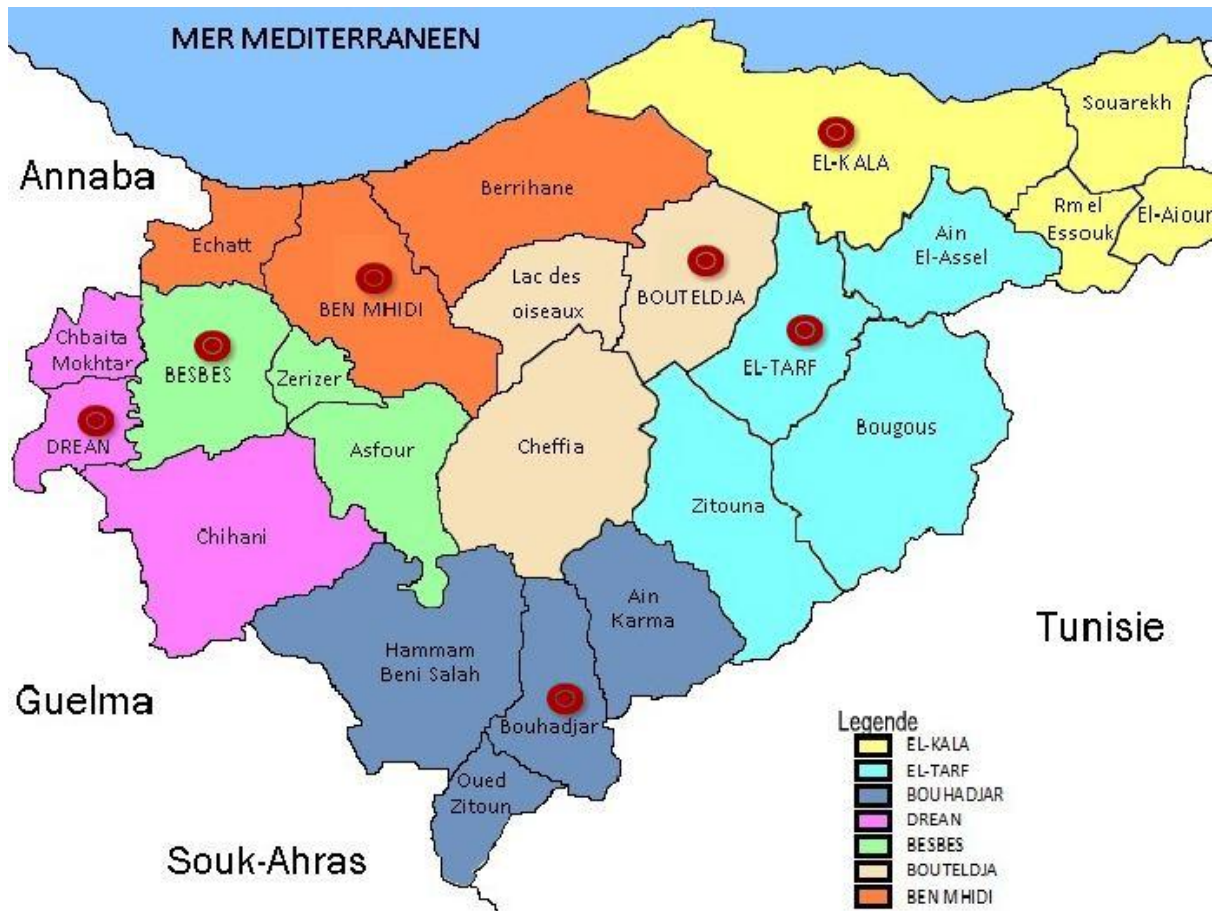 MER MEDITERRANEEN
Annaba
Souarekh
EL-KALA
Berrihane
Rm el
Essouk
El-Aioun
Echatt
Ain
El-Assel
Lac des
oiseaux
BOUTELDJA
BEN MHIDI
Chbaita
Mokhtar
BESBES
Zerizer
EL-TARF
DREAN
Asfour
Cheffia
Bougous
Zitouna
Chihani
Ain
Karma
Tunisie
Hammam
Beni Salah
Guelma
Bouhadjar
Oued
Zitoun
Souk-Ahras
Legende
EL-KALA
EL-TARF
BOUHADJAR
DREAN
BESBES
BOUTELDJA
BEN MHIDI